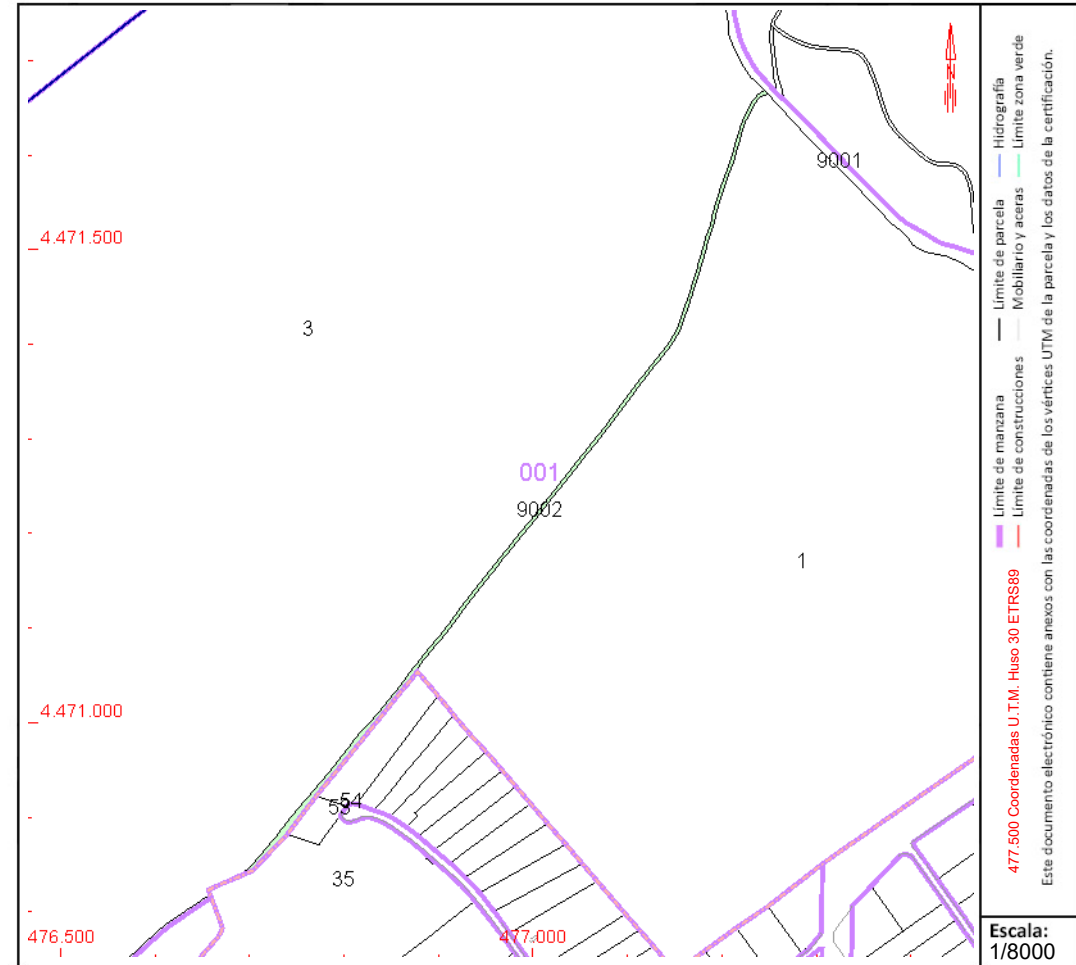 9001
4.471.500
3
001
9002
1
4.471.000
54
53
35
476.500
477.000
N
Hidrografía
Límite zona verde
Límite de parcela
Mobiliario y aceras
Límite de manzana
Límite de construcciones
477.500 Coordenadas U.T.M. Huso 30 ETRS89
Este documento electrónico contiene anexos con las coordenadas de los vértices UTM de la parcela y los datos de la certificación.
Escala:
1/8000